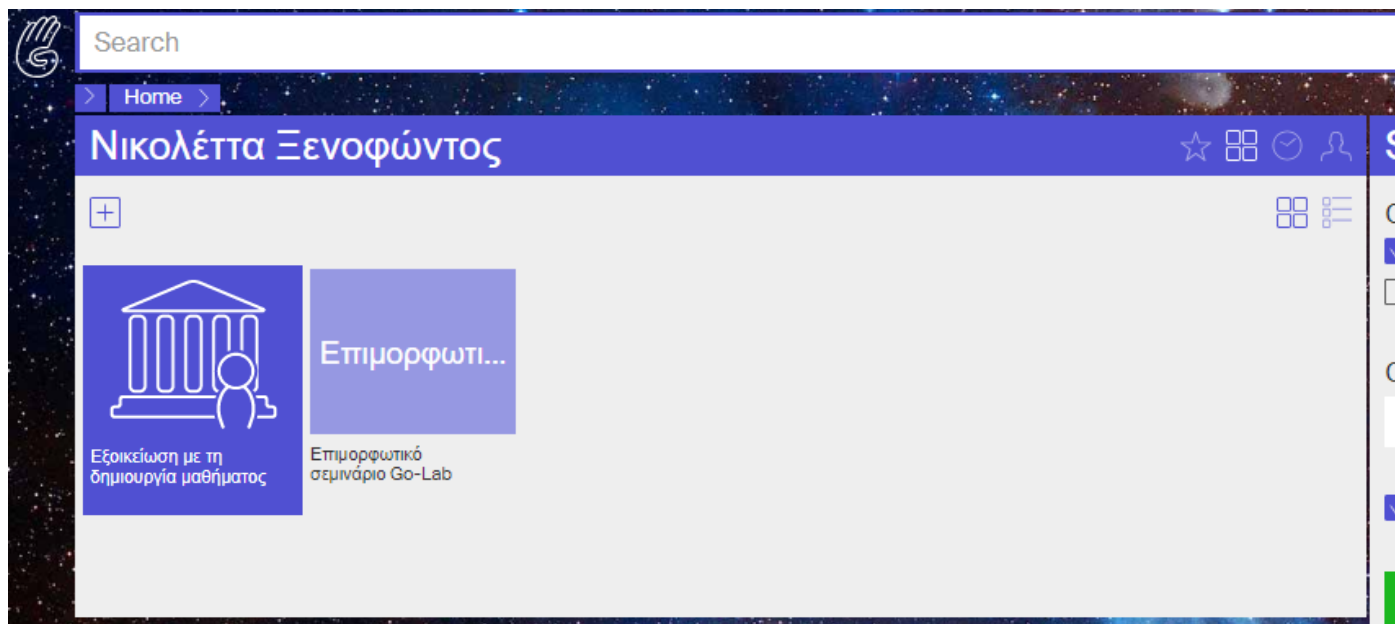 Search
Home
Νικολέττα Ξενοφώντος
Επιμορφωτι...
Εξοικείωση με τη
δημιουργία μαθήματος
Επιμορφωτικό
σεμινάριο Go-Lab